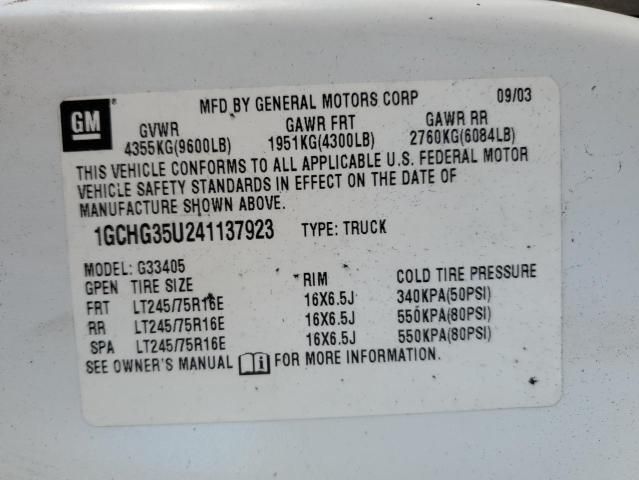 GM
MFD BY GENERAL MOTORS CORP 09/03
GVWR GAWR FRT GAWR RR
4355KG(9600LB) 1951KG(4300LB) 2760KG(6084LB)
THIS VEHICLE CONFORMS TO ALL APPLICABLE U.S. FEDERAL MOTOR
VEHICLE SAFETY STANDARDS IN EFFECT ON THE DATE OF
MANUFACTURE SHOWN ABOVE.
1GCHG35U241137923 TYPE: TRUCK
MODEL: G33405
GPEN TIRE SIZE RIM COLD TIRE PRESSURE
FRT LT245/75R16E 16X6.5J 340KPA(50PSI)
RR LT245/75R16E 16X6.5J 550KPA(80PSI)
SPA LT245/75R16E 16X6.5J 550KPA(80PSI)
SEE OWNER'S MANUAL i FOR MORE INFORMATION.